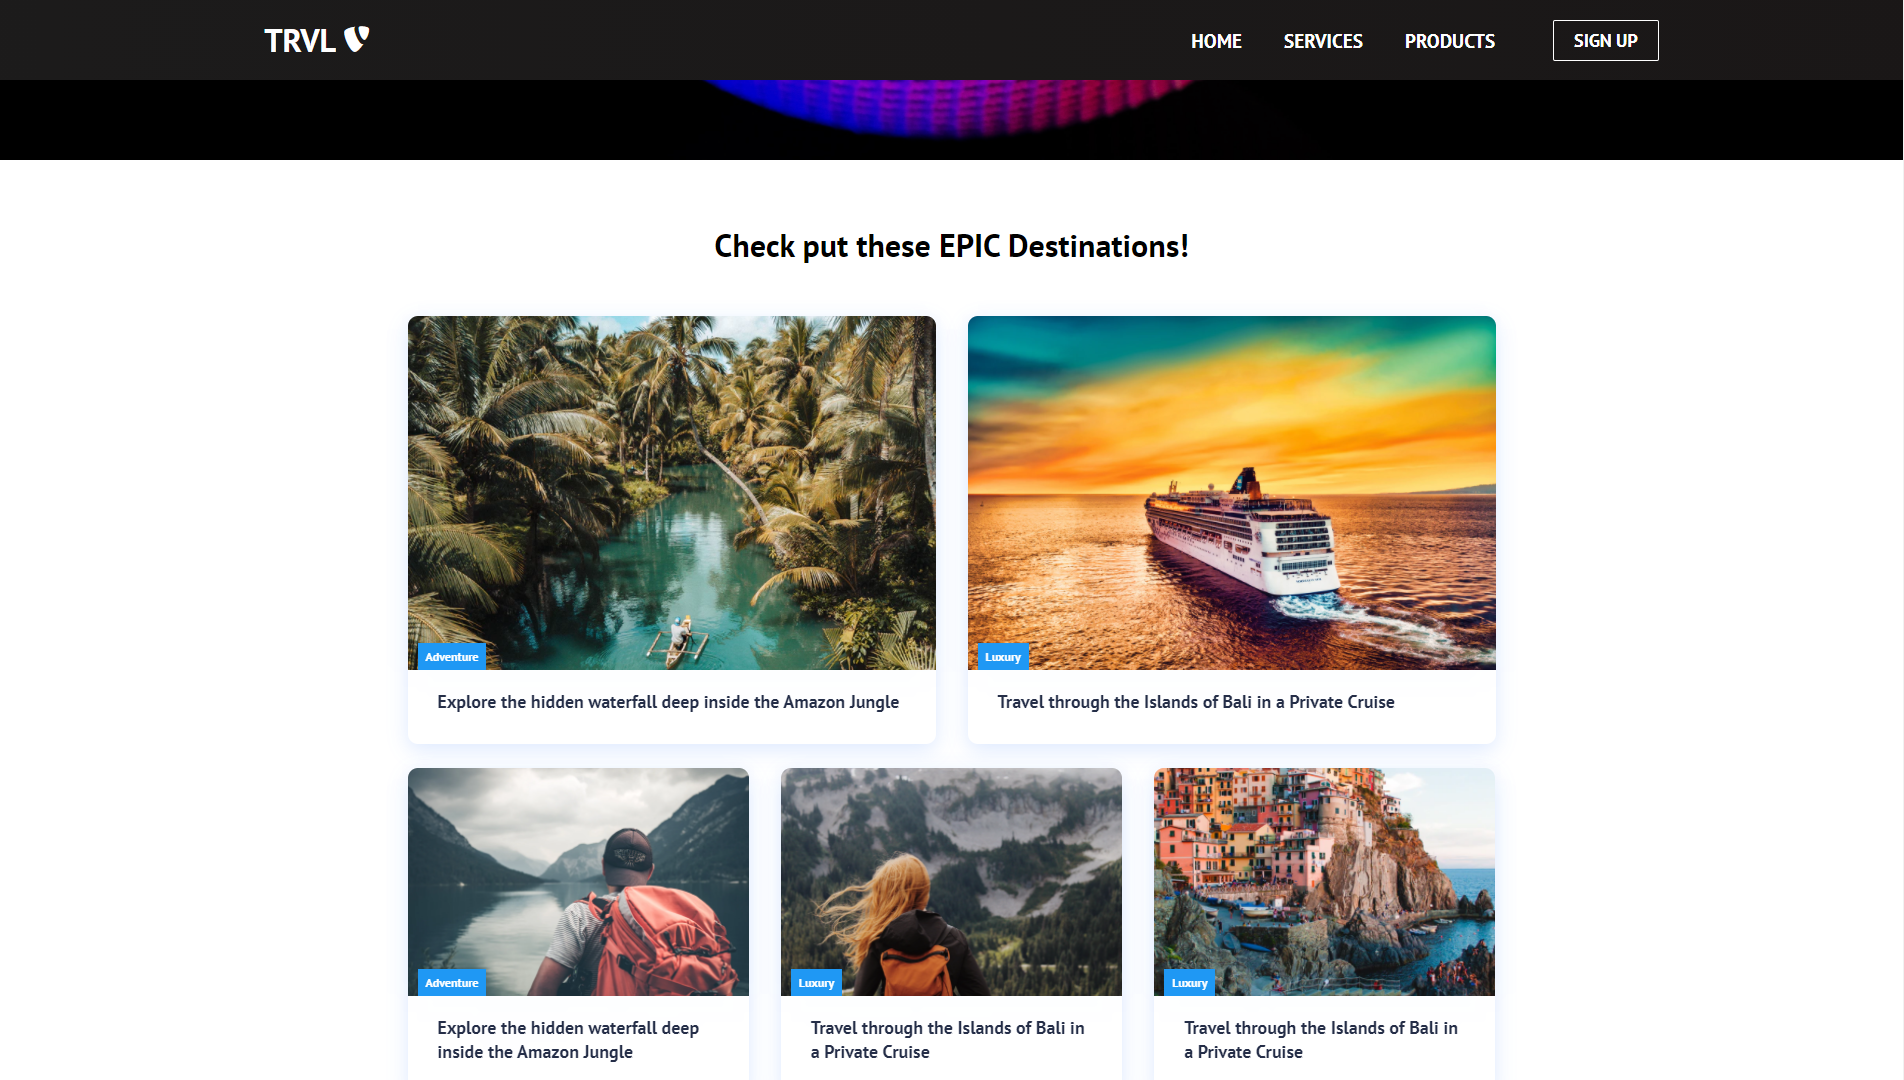 TRVL
HOME SERVICES PRODUCTS SIGN UP
Check put these EPIC Destinations!
Adventure
Explore the hidden waterfall deep inside the Amazon Jungle
Luxury
Travel through the Islands of Bali in a Private Cruise
Adventure
Explore the hidden waterfall deep
inside the Amazon Jungle
Luxury
Travel through the Islands of Bali in
a Private Cruise
Luxury
Travel through the Islands of Bali in
a Private Cruise